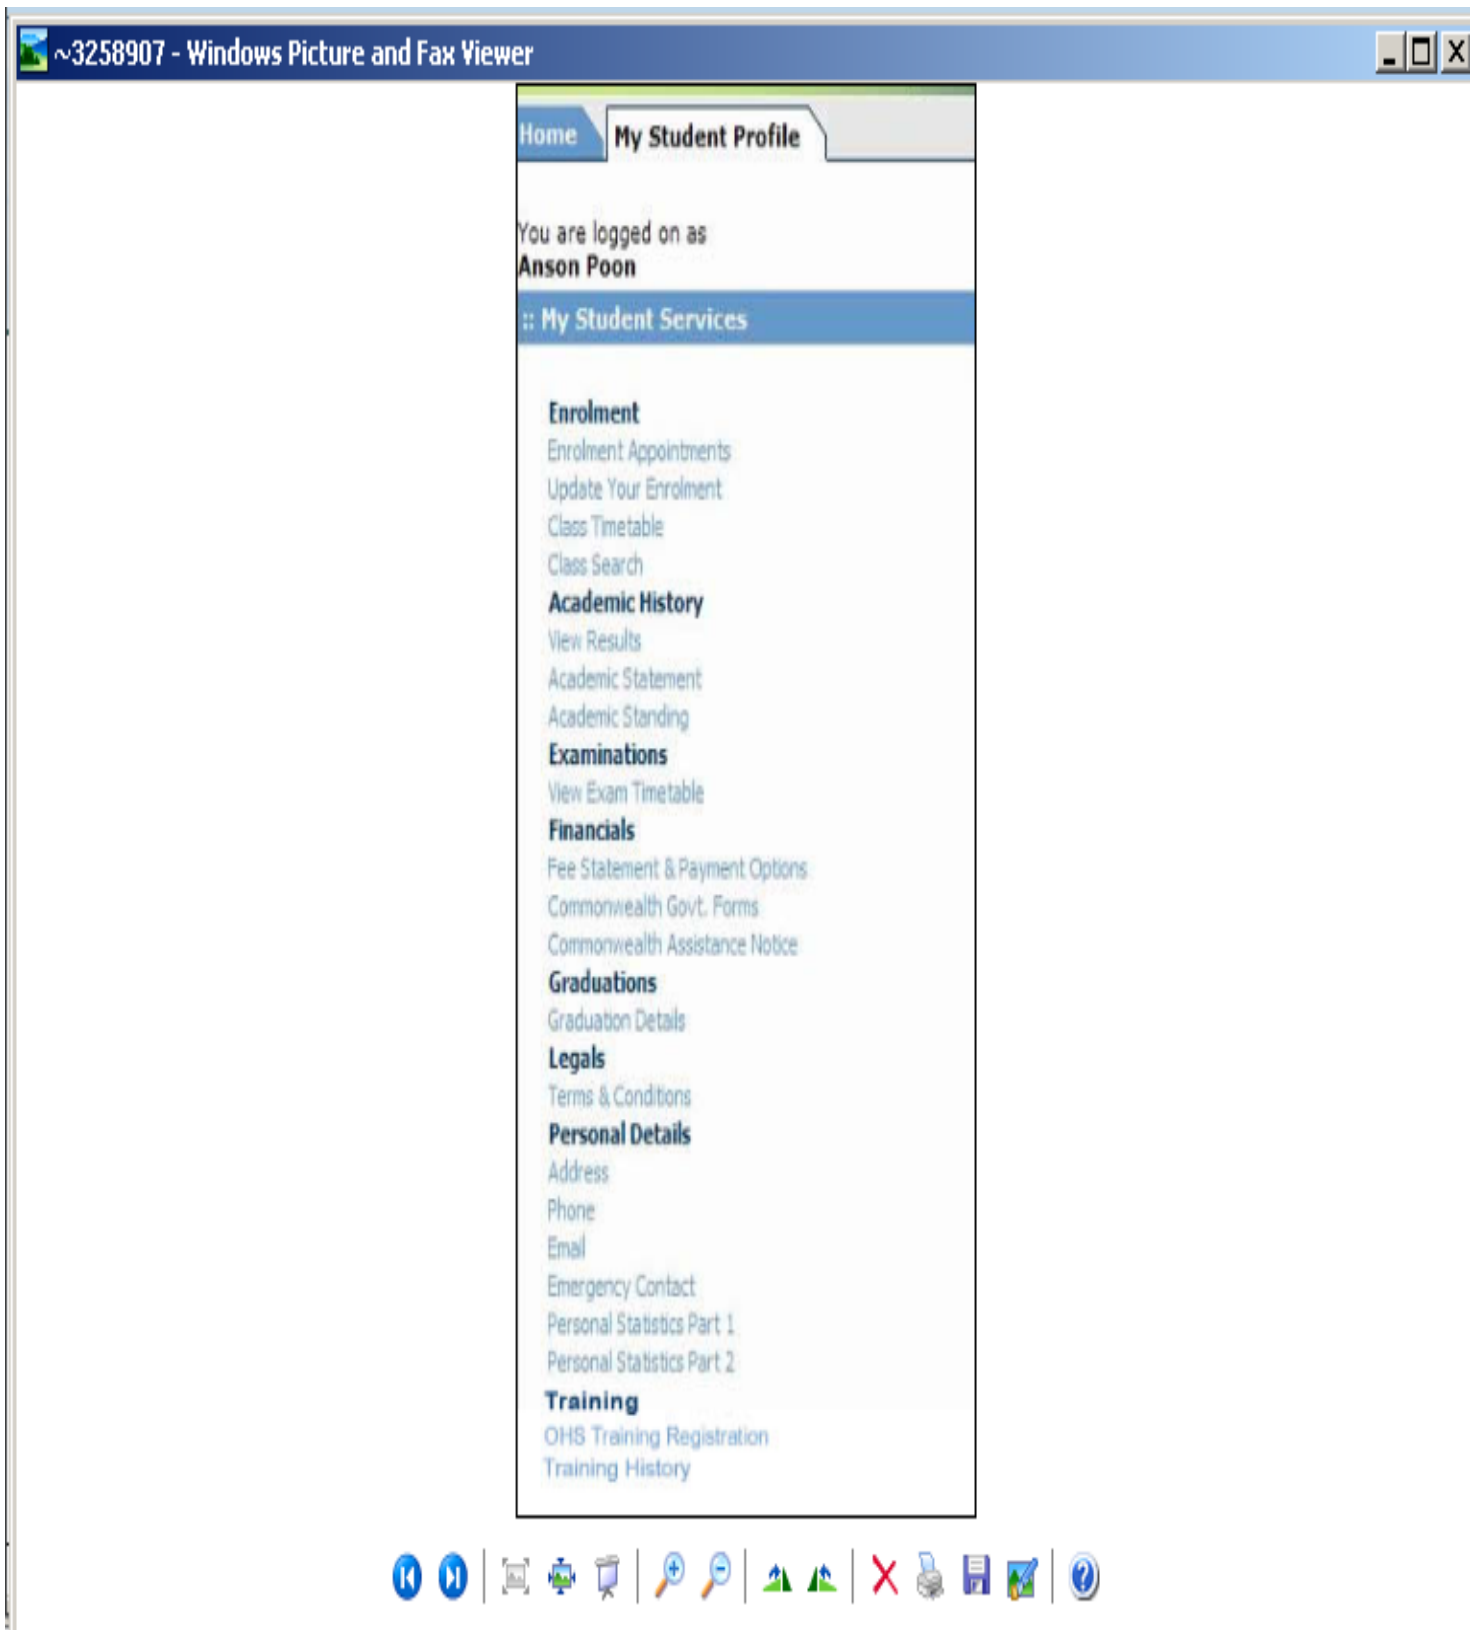 ~3258907 - Windows Picture and Fax Viewer
Home My Student Profile
You are logged on as
Anson Poon
:: My Student Services
Enrolment
Enrolment Appointments
Update Your Enrolment
Class Timetable
Class Search
Academic History
View Results
Academic Statement
Academic Standing
Examinations
View Exam Timetable
Financials
Fee Statement & Payment Options
Commonwealth Govt. Forms
Commonwealth Assistance Notice
Graduations
Graduation Details
Legals
Terms & Conditions
Personal Details
Address
Phone
Email
Emergency Contact
Personal Statistics Part 1
Personal Statistics Part 2
Training
OHS Training Registration
Training History